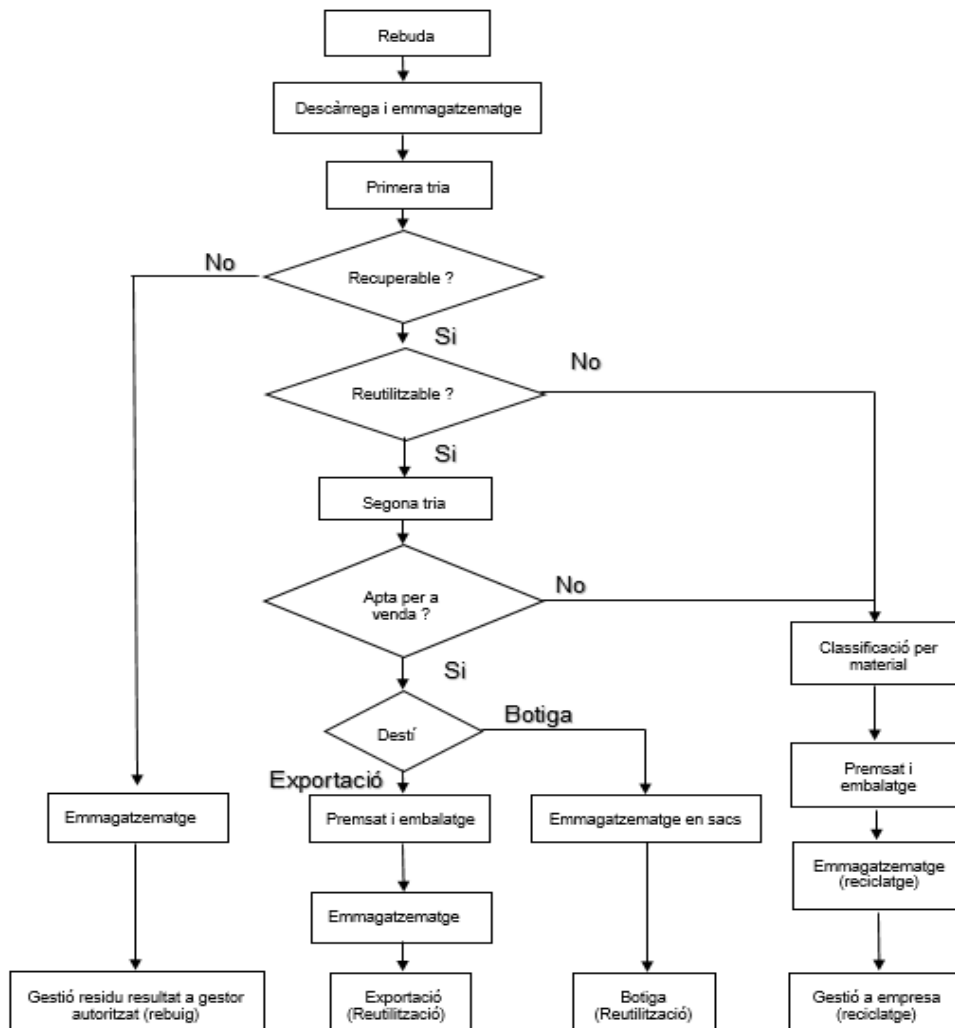 Rebuda
Descàrrega i emmagatzematge
Primera tria
No
Recuperable ?
Si
No
Reutilitzable ?
Si
Segona tria
No
Apta per a
venda ?
Classificació per
material
Si
Botiga
Destí
Exportació
Premsat i
embalatge
Emmagatzematge
Premsat i embalatge
Emmagatzematge en sacs
Emmagatzematge
(reciclatge)
Emmagatzematge
Gestió residu resultat a gestor
autoritzat (rebuig)
Exportació
(Reutilització)
Botiga
(Reutilització)
Gestió a empresa
(reciclatge)